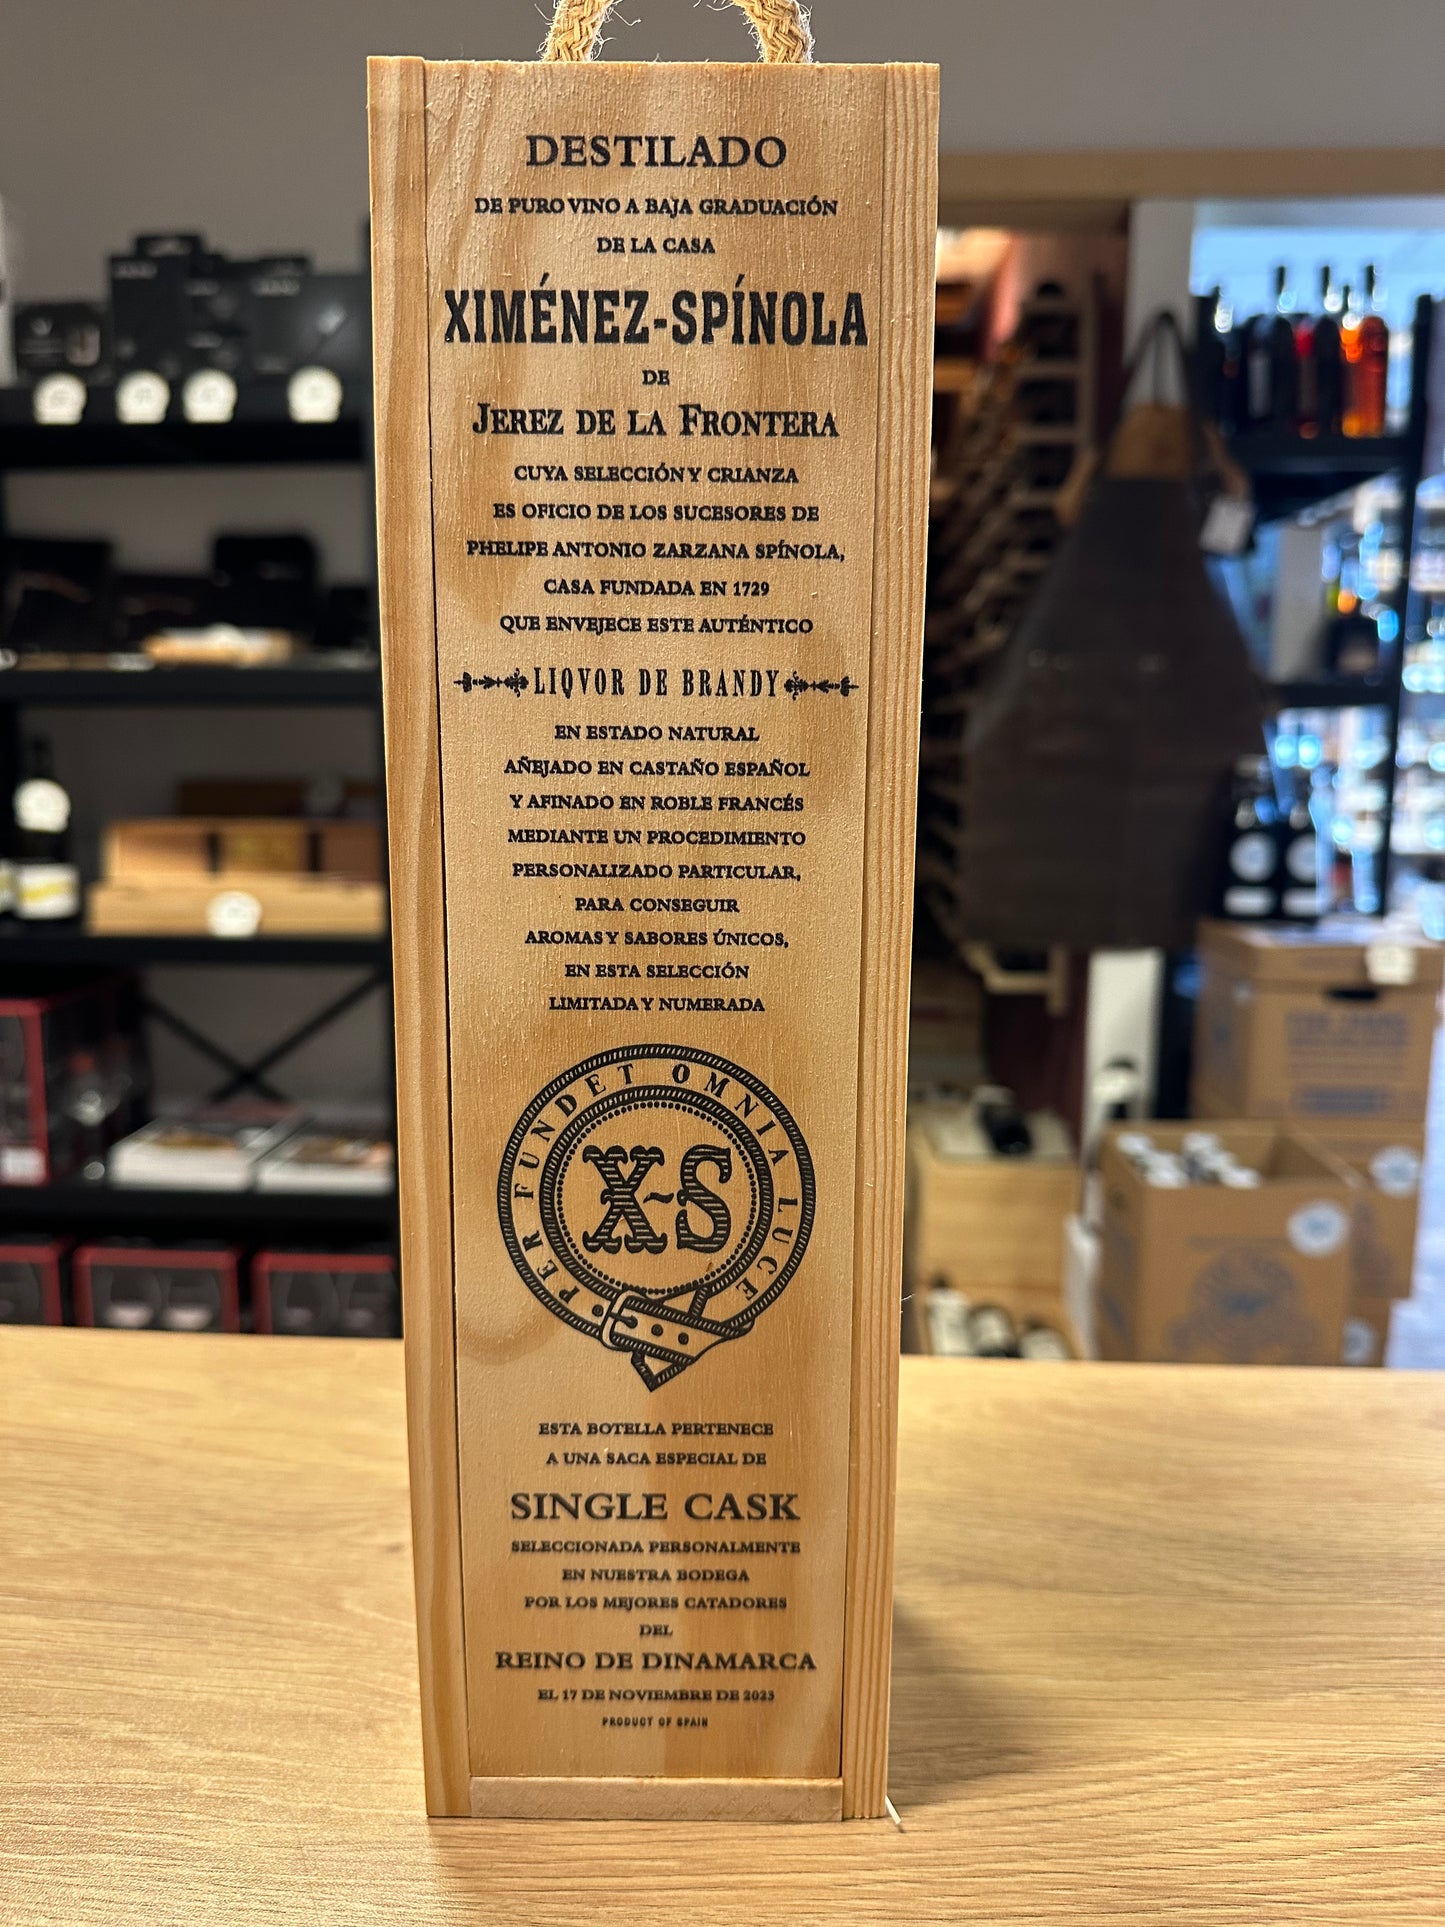 DESTILADO
DE PURO VINO A BAJA GRADUACIÓN
DE LA CASA
XIMÉNEZ-SPÍNOLA
DE
JEREZ DE LA FRONTERA
CUYA SELECCIÓN Y CRIANZA
ES OFICIO DE LOS SUCESORES DE
PHELIPE ANTONIO ZARZANA SPÍNOLA,
CASA FUNDADA EN 1729
QUE ENVEJECE ESTE AUTÉNTICO
LIQVOR DE BRANDY
EN ESTADO NATURAL
AÑEJADO EN CASTAÑO ESPAÑOL
Y AFINADO EN ROBLE FRANCÉS
MEDIANTE UN PROCEDIMIENTO
PERSONALIZADO PARTICULAR,
PARA CONSEGUIR
AROMAS Y SABORES ÚNICOS,
EN ESTA SELECCIÓN
LIMITADA Y NUMERADA
PER FUNDET OMNIA LUCE
X-S
ESTA BOTELLA PERTENECE
A UNA SACA ESPECIAL DE
SINGLE CASK
SELECCIONADA PERSONALMENTE
EN NUESTRA BODEGA
POR LOS MEJORES CATADORES
DEL
REINO DE DINAMARCA
EL 17 DE NOVIEMBRE DE 2023
PRODUCT OF SPAIN